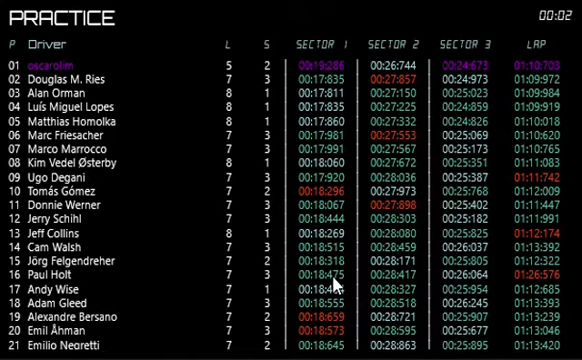 PRACTICE 00:02
P Driver L S SECTOR 1 SECTOR 2 SECTOR 3 LAP
01 oscarolim 5 2 00:19:286 00:26:744 00:24:673 01:10:703
02 Douglas M. Ries 7 3 00:17:835 00:27:857 00:24:973 01:09:972
03 Alan Orman 8 1 00:17:811 00:27:150 00:25:023 01:09:984
04 Luís Miguel Lopes 8 1 00:17:835 00:27:225 00:24:859 01:09:919
05 Matthias Homolka 8 1 00:17:860 00:27:332 00:24:826 01:10:018
06 Marc Friesacher 7 3 00:17:981 00:27:553 00:25:069 01:10:620
07 Marco Marrocco 7 3 00:17:991 00:27:567 00:25:173 01:10:765
08 Kim Vedel Østerby 8 1 00:18:060 00:27:672 00:25:351 01:11:083
09 Ugo Degani 7 3 00:17:920 00:28:036 00:25:387 01:11:742
10 Tomás Gómez 7 2 00:18:296 00:27:973 00:25:768 01:12:009
11 Donnie Werner 7 3 00:18:067 00:27:898 00:25:402 01:11:447
12 Jerry Schihl 7 3 00:18:444 00:28:303 00:25:182 01:11:991
13 Jeff Collins 8 1 00:18:269 00:28:080 00:25:485 01:12:174
14 Cam Walsh 7 3 00:18:515 00:28:459 00:26:037 01:13:392
15 Jörg Felgendreher 7 2 00:18:318 00:28:171 00:25:805 01:12:322
16 Paul Holt 7 3 00:18:475 00:28:417 00:26:064 01:26:576
17 Andy Wise 7 1 00:28:327 00:25:954 01:12:685
18 Adam Gleed 7 3 00:18:555 00:28:518 00:26:245 01:13:393
19 Alexandre Bersano 7 2 00:18:659 00:28:721 00:25:907 01:13:239
20 Emil Åhman 7 3 00:18:573 00:28:595 00:25:677 01:13:046
21 Emilio Negretti 7 2 00:18:645 00:28:863 00:25:895 01:13:420